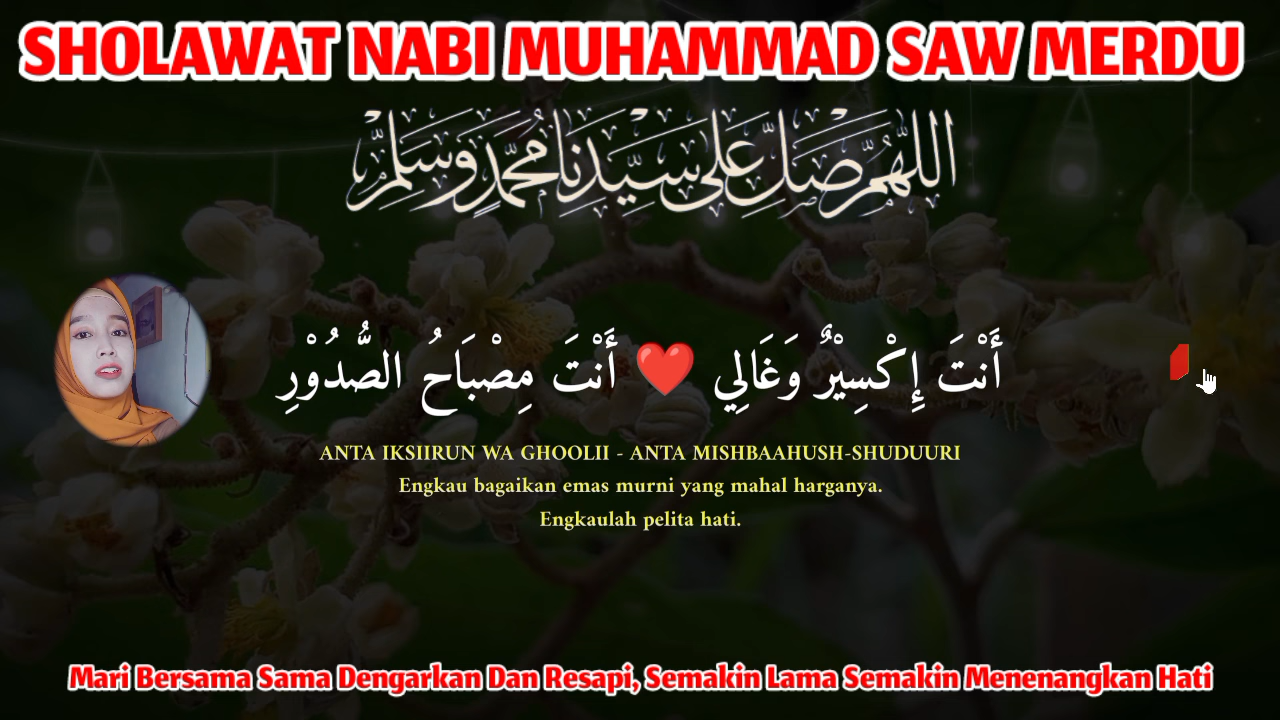 SHOLAWAT NABI MUHAMMAD SAW MERDU
اللهم صل على سيدنا محمد وسلم
أَنْتَ إِكْسِيْرٌ وَغَالِي ❤️ أَنْتَ مِصْبَاحُ الصُّدُوْرِ
ANTA IKSIIRUN WA GHOOLII - ANTA MISHBAAHUSH-SHUDUURI
Engkau bagaikan emas murni yang mahal harganya.
Engkaulah pelita hati.
Mari Bersama Sama Dengarkan Dan Resapi, Semakin Lama Semakin Menenangkan Hati